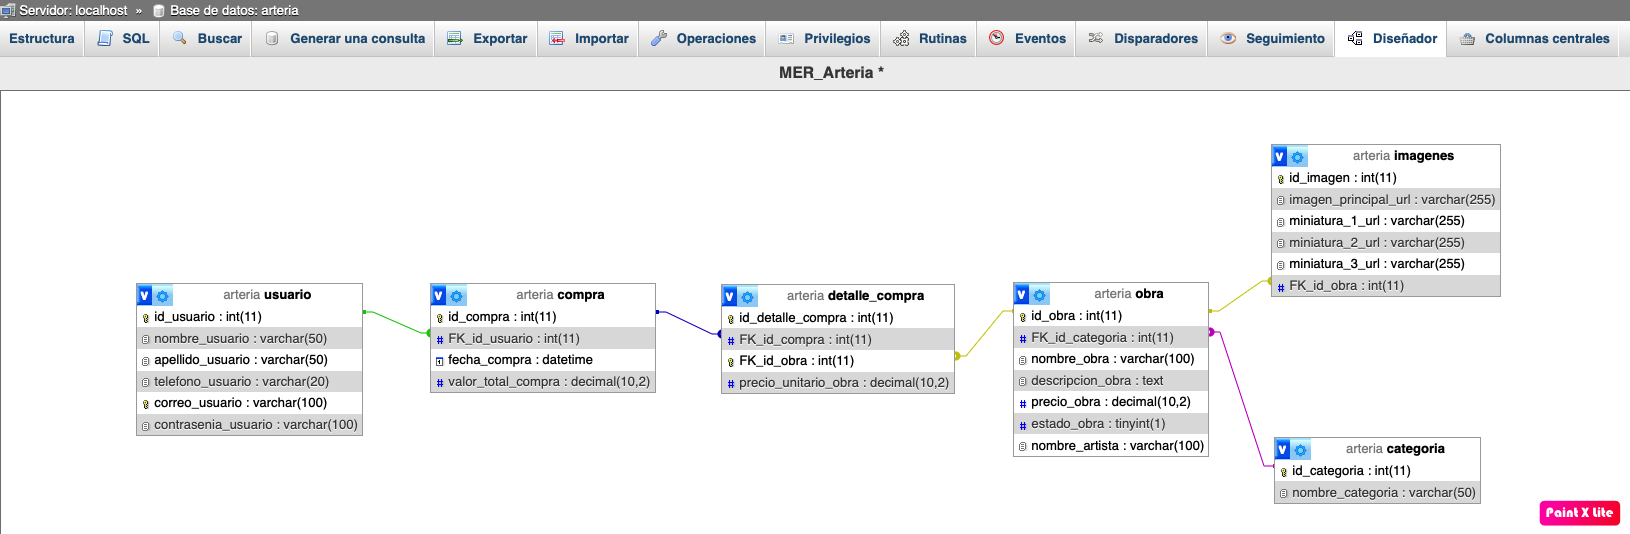 Servidor: localhost » Base de datos: arteria
Estructura SQL Buscar Generar una consulta Exportar Importar Operaciones Privilegios Rutinas Eventos Disparadores Seguimiento Diseñador Columnas centrales
MER_Arteria *
arteria usuario
id_usuario : int(11)
nombre_usuario : varchar(50)
apellido_usuario : varchar(50)
telefono_usuario : varchar(20)
correo_usuario : varchar(100)
contrasenia_usuario : varchar(100)
arteria compra
id_compra : int(11)
FK_id_usuario : int(11)
fecha_compra : datetime
valor_total_compra : decimal(10,2)
arteria detalle_compra
id_detalle_compra : int(11)
FK_id_compra : int(11)
FK_id_obra : int(11)
precio_unitario_obra : decimal(10,2)
arteria obra
id_obra : int(11)
FK_id_categoria : int(11)
nombre_obra : varchar(100)
descripcion_obra : text
precio_obra : decimal(10,2)
estado_obra : tinyint(1)
nombre_artista : varchar(100)
arteria imagenes
id_imagen : int(11)
imagen_principal_url : varchar(255)
miniatura_1_url : varchar(255)
miniatura_2_url : varchar(255)
miniatura_3_url : varchar(255)
FK_id_obra : int(11)
arteria categoria
id_categoria : int(11)
nombre_categoria : varchar(50)
Paint X Lite